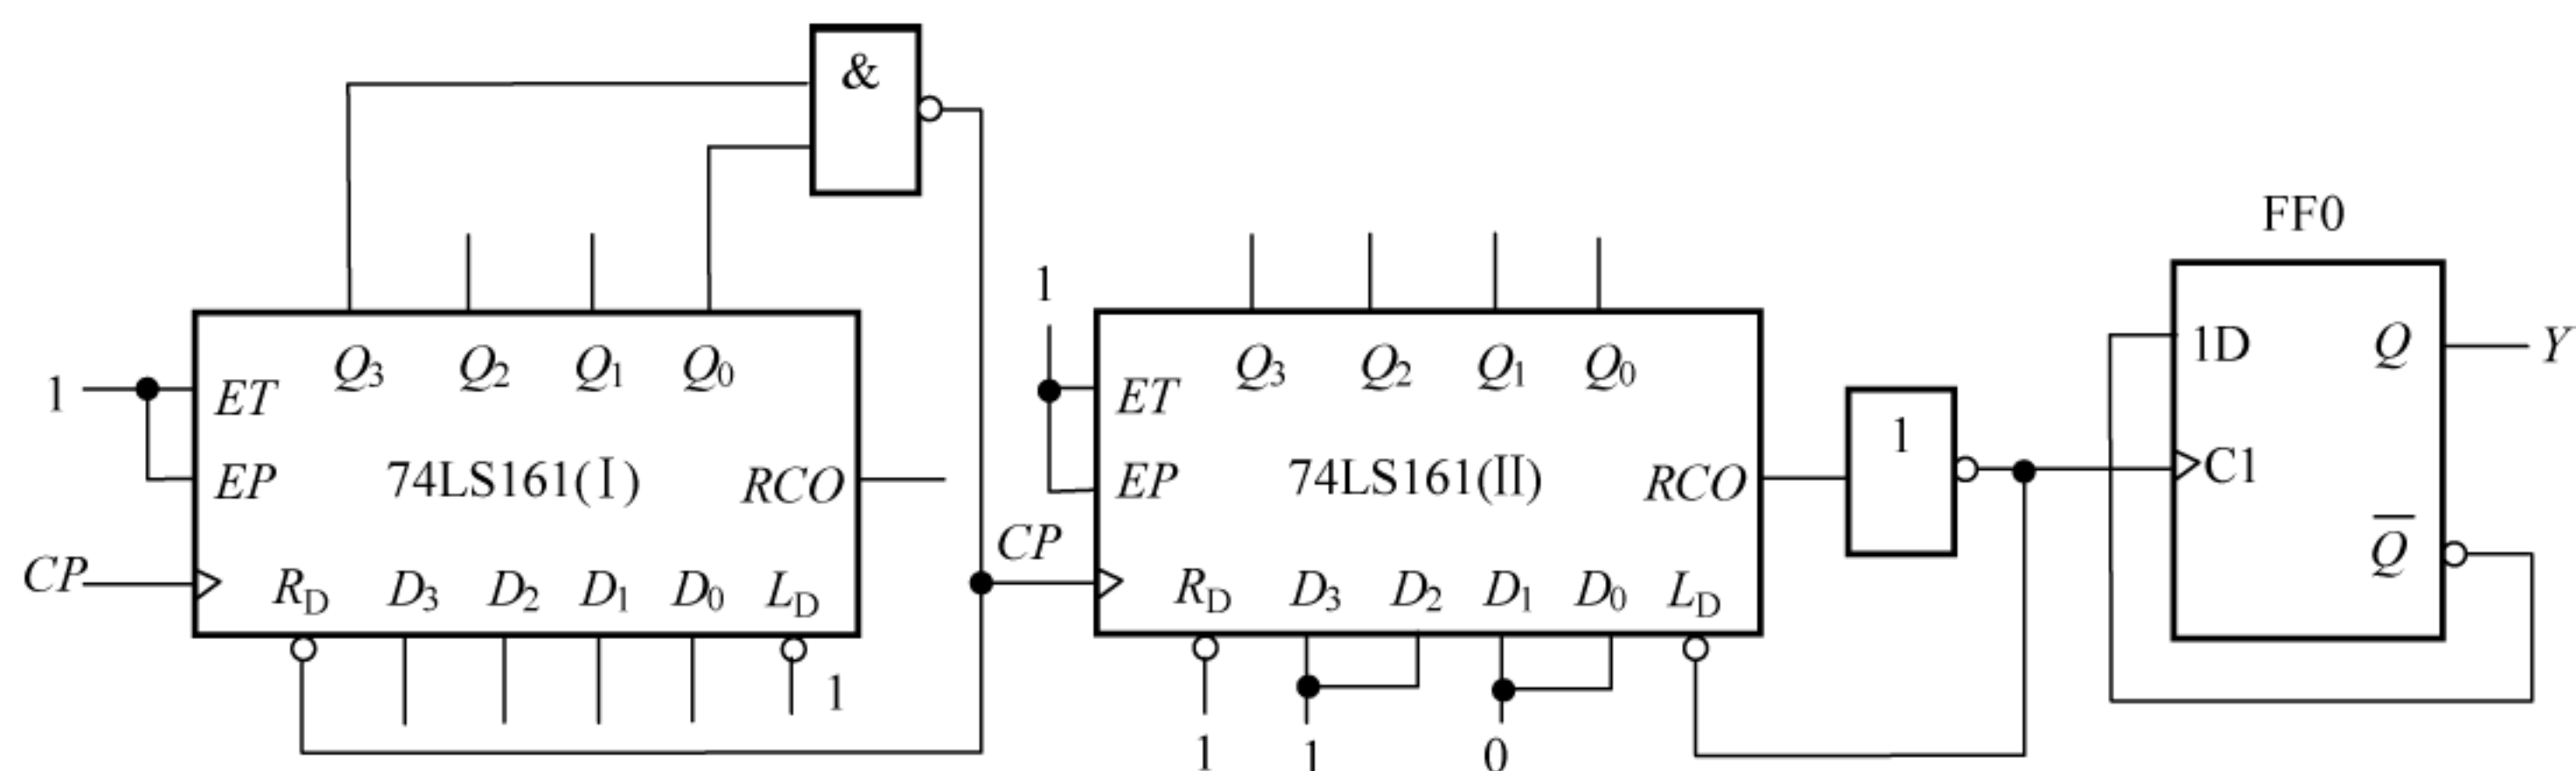 &
FF0
1
Q3 Q2 Q1 Q0
Q3 Q2 Q1 Q0
1D Q Y
1 ET
ET
1
EP 74LS161(Ⅰ) RCO
EP 74LS161(II) RCO
C1
CP
Q̅
CP RD D3 D2 D1 D0 LD
RD D3 D2 D1 D0 LD
1
1 1 0